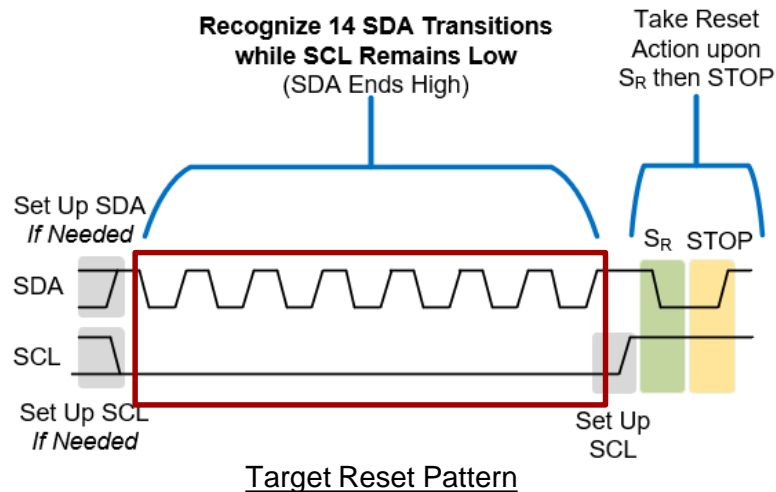 Recognize 14 SDA Transitions
while SCL Remains Low
(SDA Ends High)
Take Reset
Action upon
SR then STOP
Set Up SDA
If Needed
SR STOP
SDA
SCL
Set Up SCL
If Needed
Set Up
SCL
Target Reset Pattern